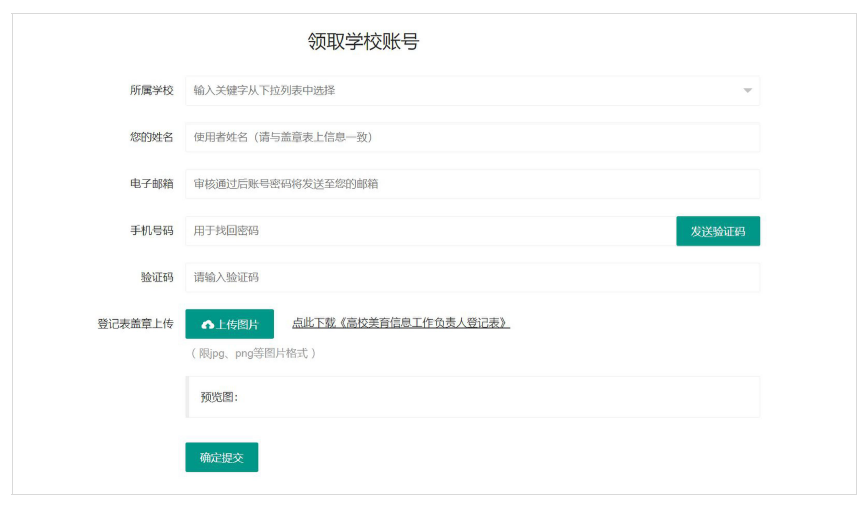 领取学校账号
所属学校 输入关键字从下拉列表中选择
您的姓名 使用者姓名（请与盖章表上信息一致）
电子邮箱 审核通过后账号密码将发送至您的邮箱
手机号码 用于找回密码 发送验证码
验证码 请输入验证码
登记表盖章上传 上传图片 点此下载《高校美育信息工作负责人登记表》
（ 限jpg、png等图片格式 ）
预览图：
确定提交